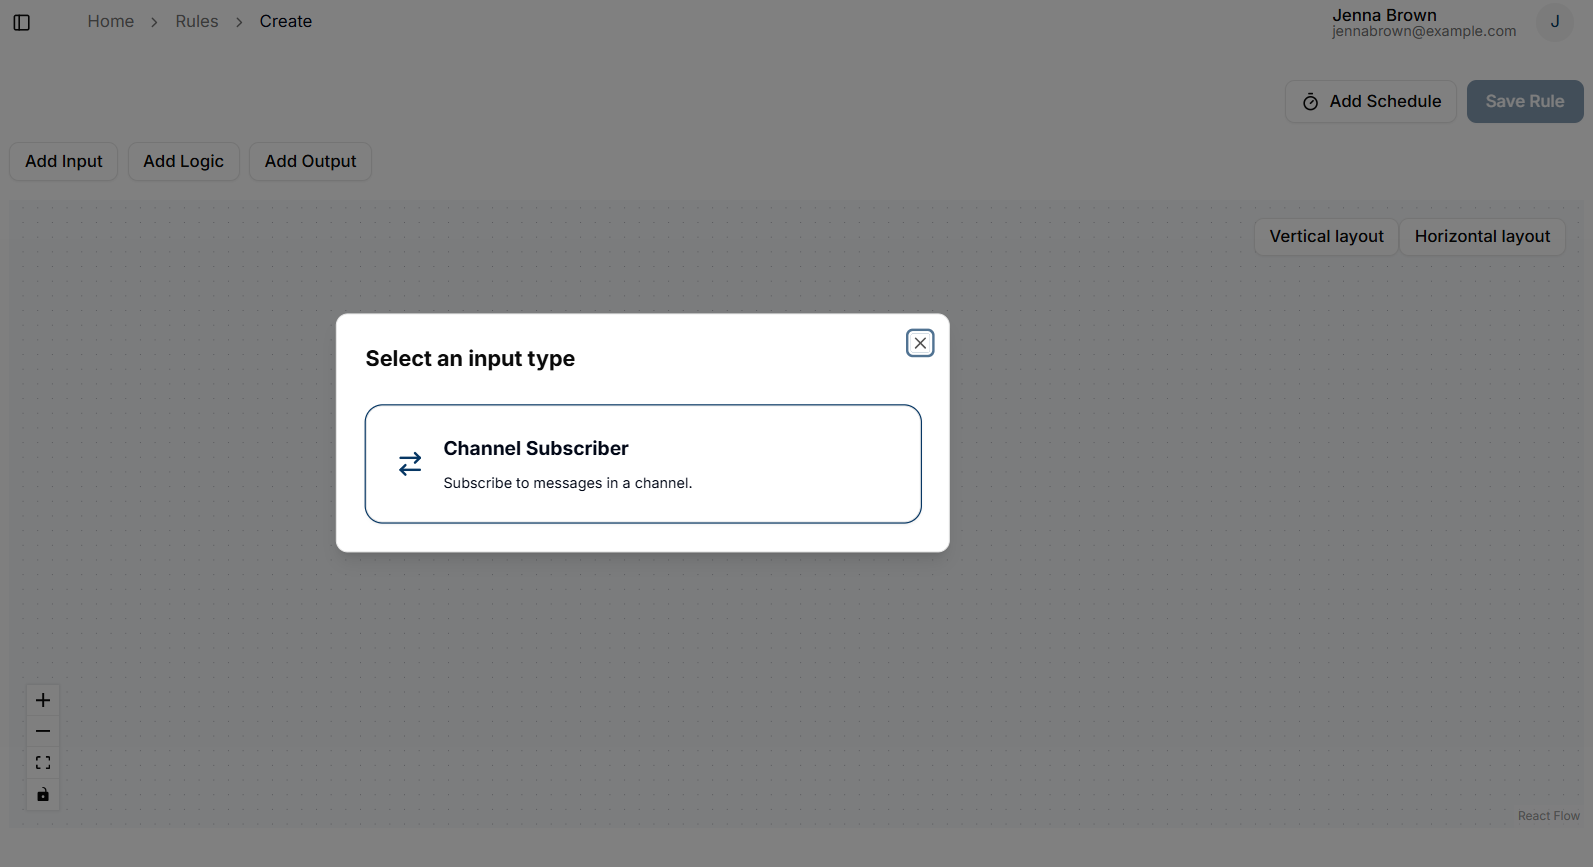 Home > Rules > Create
Jenna Brown
jennabrown@example.com
J
Add Schedule
Save Rule
Add Input
Add Logic
Add Output
Vertical layout
Horizontal layout
Select an input type
Channel Subscriber
Subscribe to messages in a channel.
React Flow